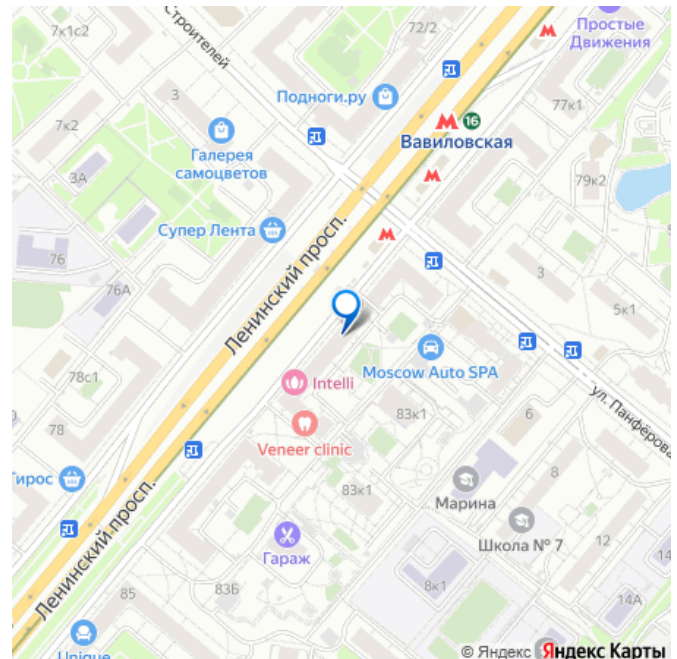 7к1с2
Строителей
72/2
Простые
Движения
3
Подноги.ру
77к1
16
Вавиловская
7к2
Галерея
самоцветов
3А
79к2
Супер Лента
76
76А
Ленинский просп.
3
5к1
78с1
Moscow Auto SPA
Intelli
83к1
ул. Панфёрова
78
Veneer clinic
6
Гирос
83к1
Марина
8
Ленинский просп.
Школа № 7
12
14
Гараж
83Б
85
8к1
14А
Unique
© Яндекс Яндекс Карты